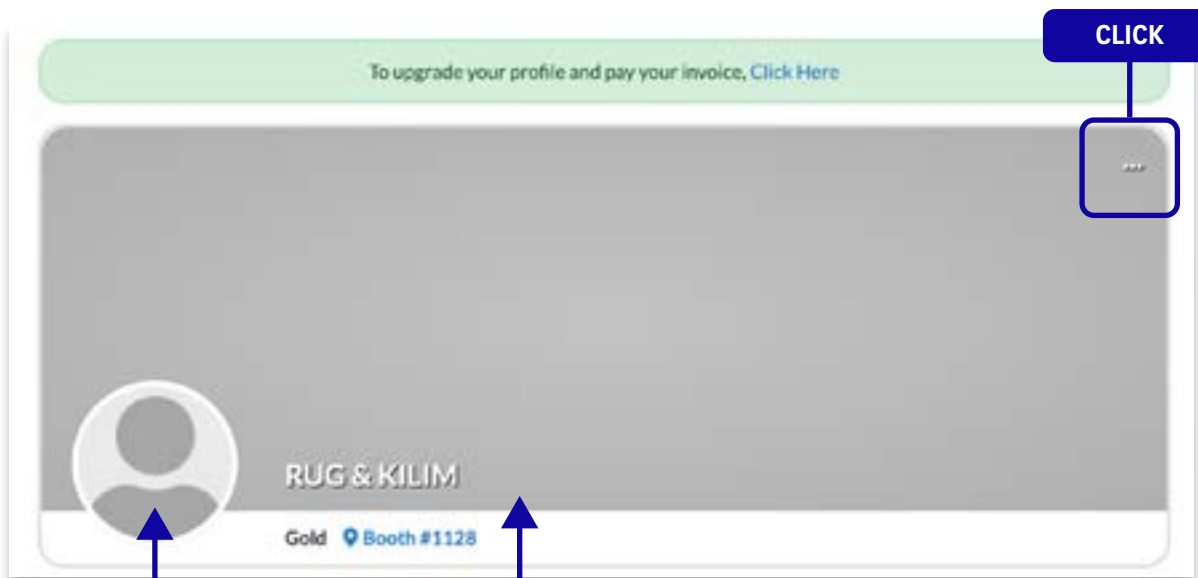 CLICK
To upgrade your profile and pay your invoice, Click Here
...
RUG & KILIM
Gold Booth #1128